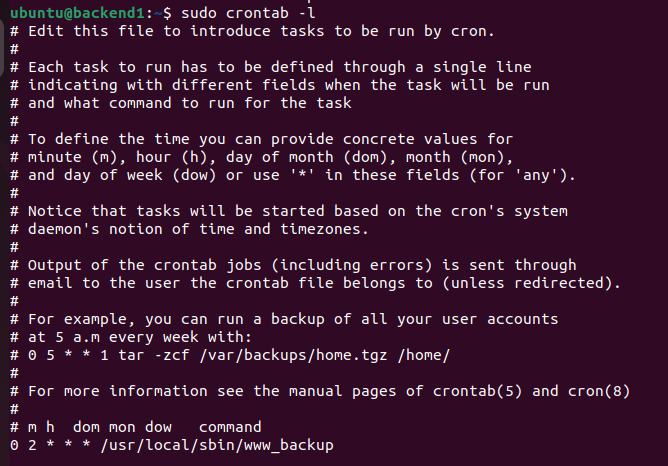 ubuntu@backend1:~$ sudo crontab -l
# Edit this file to introduce tasks to be run by cron.
#
# Each task to run has to be defined through a single line
# indicating with different fields when the task will be run
# and what command to run for the task
#
# To define the time you can provide concrete values for
# minute (m), hour (h), day of month (dom), month (mon),
# and day of week (dow) or use '*' in these fields (for 'any').
#
# Notice that tasks will be started based on the cron's system
# daemon's notion of time and timezones.
#
# Output of the crontab jobs (including errors) is sent through
# email to the user the crontab file belongs to (unless redirected).
#
# For example, you can run a backup of all your user accounts
# at 5 a.m every week with:
# 0 5 * * 1 tar -zcf /var/backups/home.tgz /home/
#
# For more information see the manual pages of crontab(5) and cron(8)
#
# m h  dom mon dow   command
0 2 * * * /usr/local/sbin/www_backup